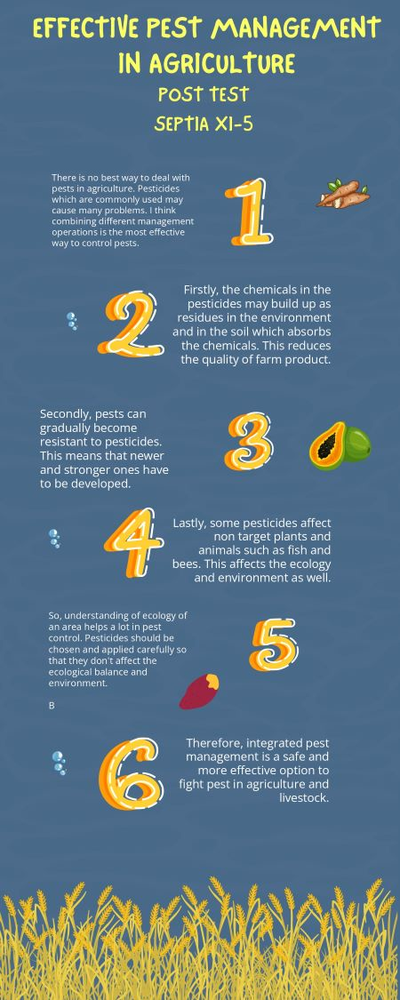 EFFECTIVE PEST MANAGEMENT
IN AGRICULTURE
POST TEST
SEPTIA XI-5
There is no best way to deal with
pests in agriculture. Pesticides
which are commonly used may
cause many problems. I think
combining different management
operations is the most effective
way to control pests.
1
2
Firstly, the chemicals in the
pesticides may build up as
residues in the environment
and in the soil which absorbs
the chemicals. This reduces
the quality of farm product.
Secondly, pests can
gradually become
resistant to pesticides.
This means that newer
and stronger ones have
to be developed.
3
4
Lastly, some pesticides affect
non target plants and
animals such as fish and
bees. This affects the ecology
and environment as well.
So, understanding of ecology of
an area helps a lot in pest
control. Pesticides should be
chosen and applied carefully so
that they don't affect the
ecological balance and
environment.
B
5
6
Therefore, integrated pest
management is a safe and
more effective option to
fight pest in agriculture and
livestock.